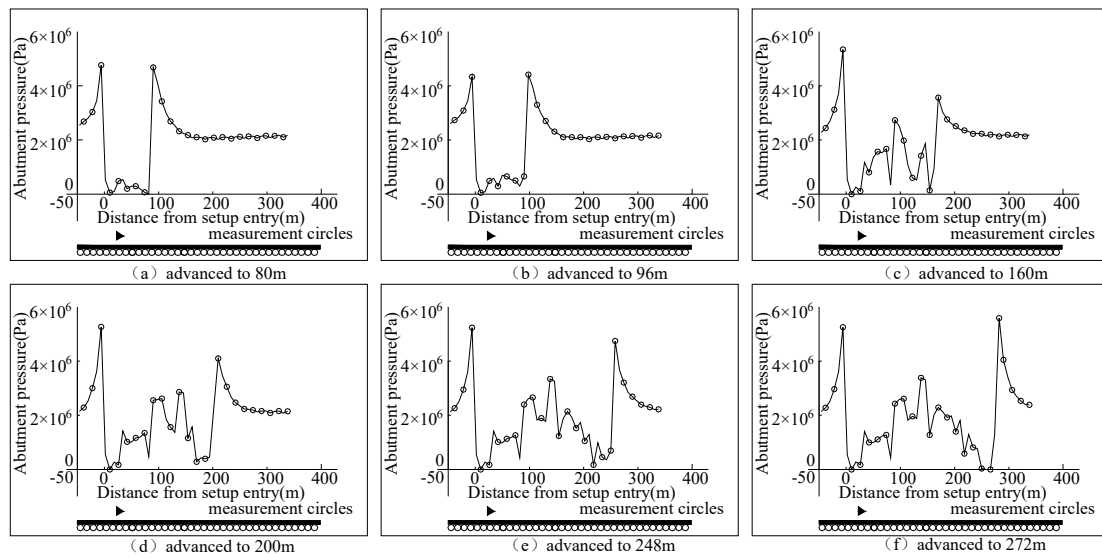 Abutment pressure(Pa)
6×10⁶
4×10⁶
2×10⁶
0
-50 0 100 200 300 400
Distance from setup entry(m)
measurement circles
（a）advanced to 80m
Abutment pressure(Pa)
6×10⁶
4×10⁶
2×10⁶
0
-50 0 100 200 300 400
Distance from setup entry(m)
measurement circles
（b）advanced to 96m
Abutment pressure(Pa)
6×10⁶
4×10⁶
2×10⁶
0
-50 0 100 200 300 400
Distance from setup entry(m)
measurement circles
（c）advanced to 160m
Abutment pressure(Pa)
6×10⁶
4×10⁶
2×10⁶
0
-50 0 100 200 300 400
Distance from setup entry(m)
measurement circles
（d）advanced to 200m
Abutment pressure(Pa)
6×10⁶
4×10⁶
2×10⁶
0
-50 0 100 200 300 400
Distance from setup entry(m)
measurement circles
（e）advanced to 248m
Abutment pressure(Pa)
6×10⁶
4×10⁶
2×10⁶
0
-50 0 100 200 300 400
Distance from setup entry(m)
measurement circles
（f）advanced to 272m